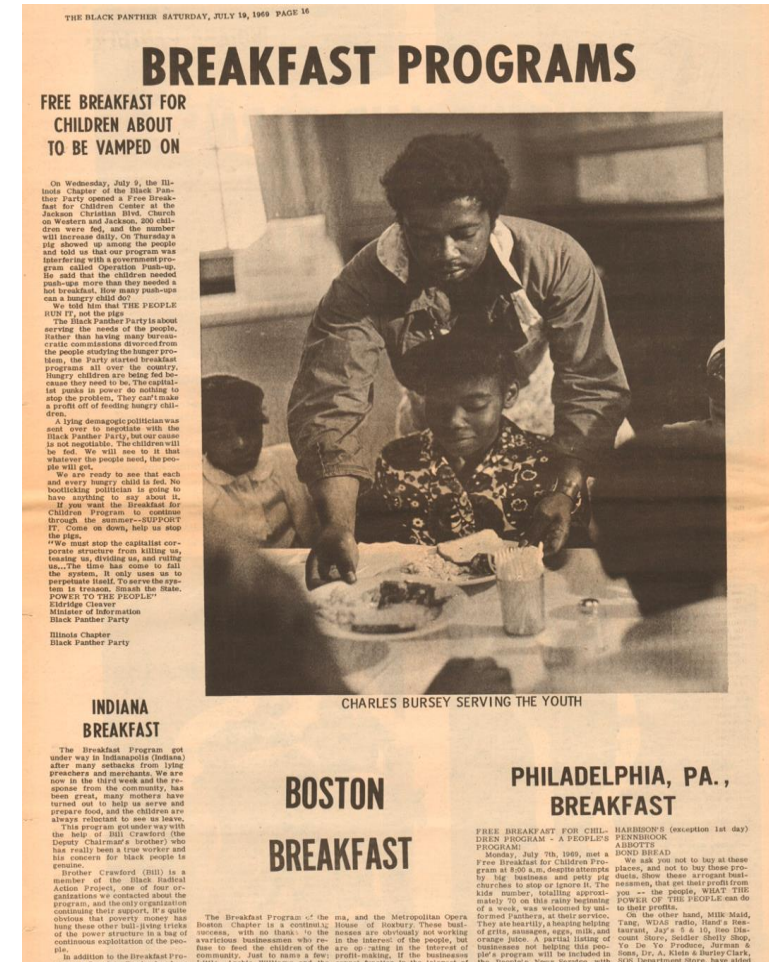 THE BLACK PANTHER SATURDAY, JULY 19, 1969 PAGE 16
BREAKFAST PROGRAMS
FREE BREAKFAST FOR
CHILDREN ABOUT
TO BE VAMPED ON
On Wednesday, July 9, the Ill-
inois Chapter of the Black Pan-
ther Party opened a Free Break-
fast for Children Center at the
Jackson Christian Blvd. Church
on Western and Jackson. 200 chil-
dren were fed, and the number
will increase daily. On Thursday a
pig showed up among the people
and told us that our program was
interfering with a government pro-
gram called Operation Push-up.
He said that the children needed
push-ups more than they needed a
hot breakfast. How many push-ups
can a hungry child do?
We told him that THE PEOPLE
RUN IT, not the pigs
The Black Panther Party is about
serving the needs of the people.
Rather than having many bureau-
cratic commissions divorced from
the people studying the hunger pro-
blem, the Party started breakfast
programs all over the country.
Hungry children are being fed be-
cause they need to be. The capital-
ist punks in power do nothing to
stop the problem. They can't make
a profit off of feeding hungry chil-
dren.
A lying demagogic politician was
sent over to negotiate with the
Black Panther Party, but our cause
is not negotiable. The children will
be fed. We will see to it that
whatever the people need, the peo-
ple will get.
We are ready to see that each
and every hungry child is fed. No
bootlicking politician is going to
have anything to say about it.
If you want the Breakfast for
Children Program to continue
through the summer--SUPPORT
IT. Come on down, help us stop
the pigs.
"We must stop the capitalist cor-
porate structure from killing us,
teasing us, dividing us, and ruling
us...The time has come to fall
the system. It only uses us to
perpetuate itself. To serve the sys-
tem is treason. Smash the State.
POWER TO THE PEOPLE"
Eldridge Cleaver
Minister of Information
Black Panther Party
Illinois Chapter
Black Panther Party
CHARLES BURSEY SERVING THE YOUTH
INDIANA
BREAKFAST
The Breakfast Program got
under way in Indianapolis (Indiana)
after many setbacks from lying
preachers and merchants. We are
now in the third week and the re-
sponse from the community, has
been great, many mothers have
turned out to help us serve and
prepare food, and the children are
always reluctant to see us leave.
This program got under way with
the help of Bill Crawford (the
Deputy Chairman's brother) who
has really been a true worker and
his concern for black people is
genuine.
Brother Crawford (Bill) is a
member of the Black Radical
Action Project, one of four or-
ganizations we contacted about the
program, and the only organization
continuing their support. It's quite
obvious that poverty money has
hung these other bull-jiving tricks
of the power structure in a bag of
continuous exploitation of the peo-
ple.
In addition to the Breakfast Pro-
BOSTON
BREAKFAST
The Breakfast Program of the
Boston Chapter is a continuing
success, with no thanks to the
avaricious businessmen who re-
fuse to feed the children of the
community. Just to name a few:
ma, and the Metropolitan Opera
House of Roxbury. These busi-
nesses are obviously not working
in the interest of the people, but
are operating in the interest of
profit-making. If the businesses
PHILADELPHIA, PA.,
BREAKFAST
FREE BREAKFAST FOR CHIL-
DREN PROGRAM - A PEOPLE'S
PROGRAM!
Monday, July 7th, 1969, met a
Free Breakfast for Children Pro-
gram at 8:00 a.m. despite attempts
by big business and petty pig
churches to stop or ignore it. The
kids number, totalling approxi-
mately 70 on this rainy beginning
of a week, was welcomed by uni-
formed Panthers, at their service.
They ate heartily, a heaping helping
of grits, sausages, eggs, milk, and
orange juice. A partial listing of
businesses not helping this peo-
ple's program will be included in
HARBISON'S (exception 1st day)
PENNBROOK
ABBOTTS
BOND BREAD
We ask you not to buy at these
places, and not to buy these pro-
ducts. Show these arrogant busi-
nessmen, that get their profit from
you -- the people, WHAT THE
POWER OF THE PEOPLE can do
to their profits.
On the other hand, Milk Maid,
Tang, WDAS radio, Hand's Res-
taurant, Jay's 5 & 10, Reo Dis-
count Store, Seidler Shelly Shop,
Yo De Yo Produce, Jurman &
Sons, Dr. A. Klein & Burley Clark,